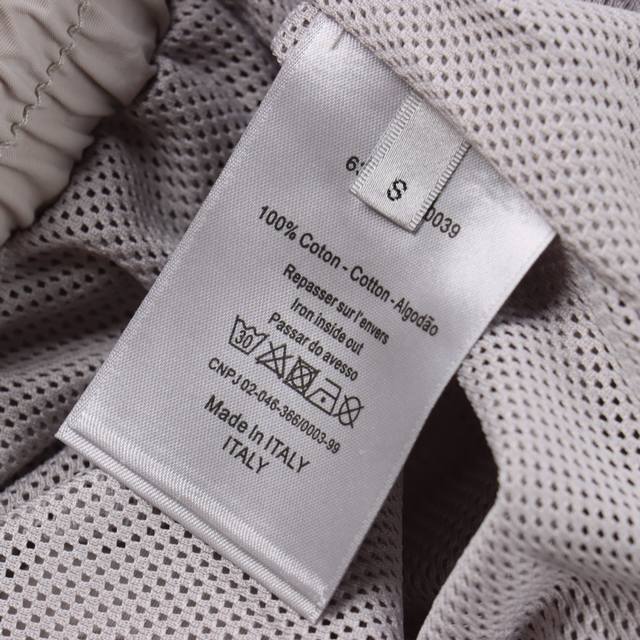 S
0039
100% Coton - Cotton - Algodão
Repasser sur l'envers
Iron inside out
Passar do avesso
30
CNPJ 02-046-366/0003-99
Made In ITALY
ITALY